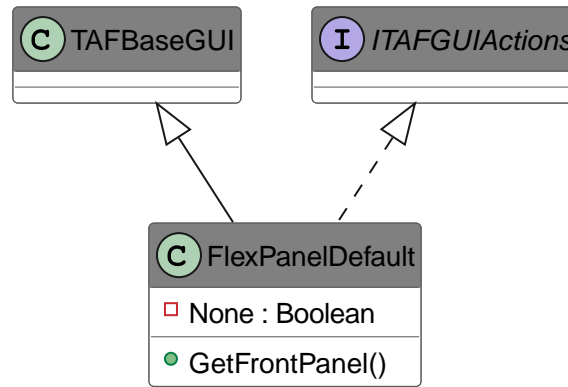 C TAFBaseGUI
I ITAFGUIActions
C FlexPanelDefault
None : Boolean
GetFrontPanel()